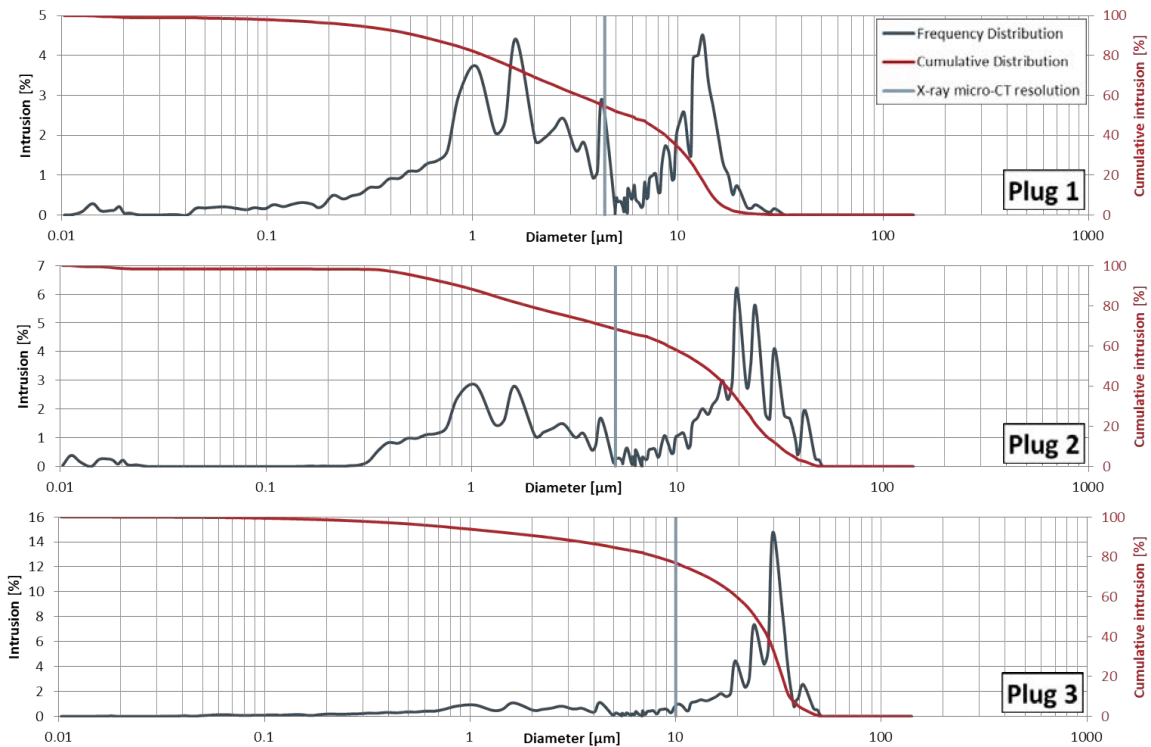 5 4 3 2 1 0
Intrusion [%]
100 80 60 40 20 0
Cumulative intrusion [%]
Frequency Distribution
Cumulative Distribution
X-ray micro-CT resolution
Plug 1
0.01 0.1 1 10 100 1000
Diameter [µm]
7 6 5 4 3 2 1 0
Intrusion [%]
100 80 60 40 20 0
Cumulative intrusion [%]
Plug 2
0.01 0.1 1 10 100 1000
Diameter [µm]
16 14 12 10 8 6 4 2 0
Intrusion [%]
100 80 60 40 20 0
Cumulative intrusion [%]
Plug 3
0.01 0.1 1 10 100 1000
Diameter [µm]